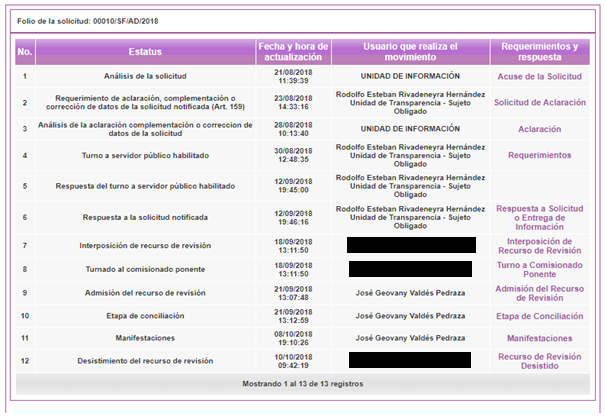 Folio de la solicitud: 00010/SF/AD/2018
No. Estatus Fecha y hora de actualización Usuario que realiza el movimiento Requerimientos y respuesta
1 Análisis de la solicitud 21/08/2018 11:39:39 UNIDAD DE INFORMACIÓN Acuse de la Solicitud
2 Requerimiento de aclaración, complementación o corrección de datos de la solicitud notificada (Art. 159) 23/08/2018 14:33:16 Rodolfo Esteban Rivadeneyra Hernández Unidad de Transparencia - Sujeto Obligado Solicitud de Aclaración
3 Análisis de la aclaración complementación o correccion de datos de la solicitud 28/08/2018 10:13:40 UNIDAD DE INFORMACIÓN Aclaración
4 Turno a servidor público habilitado 30/08/2018 12:48:35 Rodolfo Esteban Rivadeneyra Hernández Unidad de Transparencia - Sujeto Obligado Requerimientos
5 Respuesta del turno a servidor público habilitado 12/09/2018 19:45:00 Rodolfo Esteban Rivadeneyra Hernández Unidad de Transparencia - Sujeto Obligado
6 Respuesta a la solicitud notificada 12/09/2018 19:46:16 Rodolfo Esteban Rivadeneyra Hernández Unidad de Transparencia - Sujeto Obligado Respuesta a Solicitud o Entrega de Información
7 Interposición de recurso de revisión 18/09/2018 13:11:50 Interposición de Recurso de Revisión
8 Turnado al comisionado ponente 18/09/2018 13:11:50 Turno a Comisionado Ponente
9 Admisión del recurso de revisión 21/09/2018 13:07:48 José Geovany Valdés Pedraza Admisión del Recurso de Revisión
10 Etapa de conciliación 21/09/2018 13:12:59 José Geovany Valdés Pedraza Etapa de Conciliación
11 Manifestaciones 08/10/2018 19:10:26 José Geovany Valdés Pedraza Manifestaciones
12 Desistimiento del recurso de revisión 10/10/2018 09:42:19 Recurso de Revisión Desistido
Mostrando 1 al 13 de 13 registros